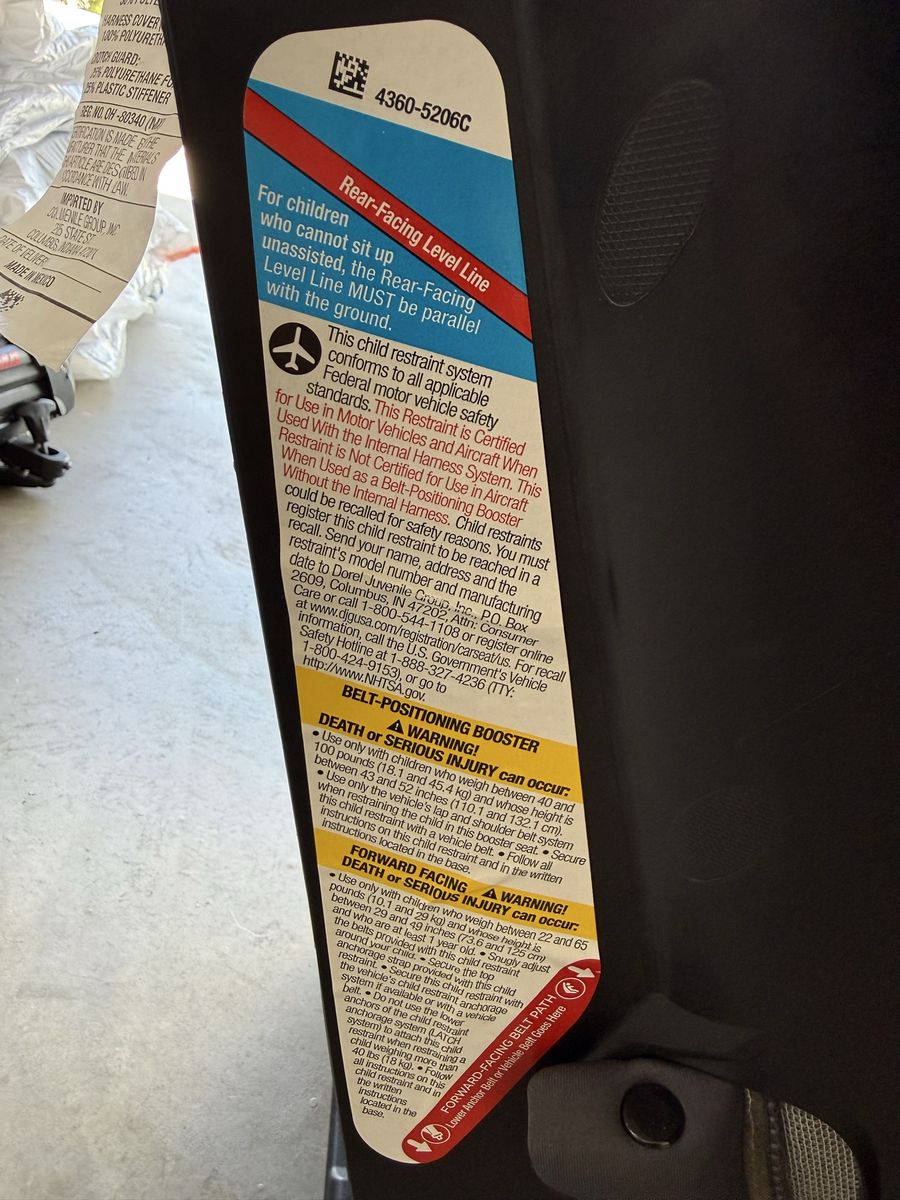 HARNESS COVER
100% POLYURETH
CROTCH GUARD:
PLASTIC STIFFENER
REG. NO. OH -80340 (M
IMPORTED BY
MADE IN MEXICO
4360-5206C
Rear-Facing Level Line
For children
who cannot sit up
unassisted, the Rear-Facing
Level Line MUST be parallel
with the ground.
This child restraint system
conforms to all applicable
Federal motor vehicle safety
standards. This Restraint is Certified
for Use in Motor Vehicles and Aircraft When
Used With the Internal Harness System. This
Restraint is Not Certified for Use in Aircraft
When Used as a Belt-Positioning Booster
Without the Internal Harness. Child restraints
could be recalled for safety reasons. You must
register this child restraint to be reached in a
recall. Send your name, address and the
restraint's model number and manufacturing
date to Dorel Juvenile Group, Inc., P.O. Box
2609, Columbus, IN 47202, Attn: Consumer
Care or call 1-800-544-1108 or register online
at www.djgusa.com/registration/carseat/us. For recall
information, call the U.S. Government's Vehicle
Safety Hotline at 1-888-327-4236 (TTY:
1-800-424-9153), or go to
http://www.NHTSA.gov.
BELT-POSITIONING BOOSTER
⚠ WARNING!
DEATH or SERIOUS INJURY can occur:
• Use only with children who weigh between 40 and
100 pounds (18.1 and 45.4 kg) and whose height is
between 43 and 52 inches (110.1 and 132.1 cm).
• Use only the vehicle's lap and shoulder belt system
when restraining the child in this booster seat. • Secure
this child restraint with a vehicle belt. • Follow all
instructions on this child restraint and in the written
instructions located in the base.
FORWARD FACING ⚠ WARNING!
DEATH or SERIOUS INJURY can occur:
• Use only with children who weigh between 22 and 65
pounds (10.1 and 29 kg) and whose height is
between 29 and 49 inches (73.6 and 125 cm)
and who are at least 1 year old. • Snugly adjust
the belts provided with this child restraint
around your child. • Secure the top
anchorage strap provided with this child
restraint. • Secure this child restraint with
the vehicle's child restraint anchorage
system if available or with a vehicle
belt. • Do not use the lower
anchors of the child restraint
anchorage system (LATCH
system) to attach this child
restraint when restraining a
child weighing more than
40 lbs (18 kg). • Follow
all instructions on this
child restraint and in
the written
instructions
located in the
base.
FORWARD-FACING BELT PATH
Lower Anchor Belt or Vehicle Belt Goes Here